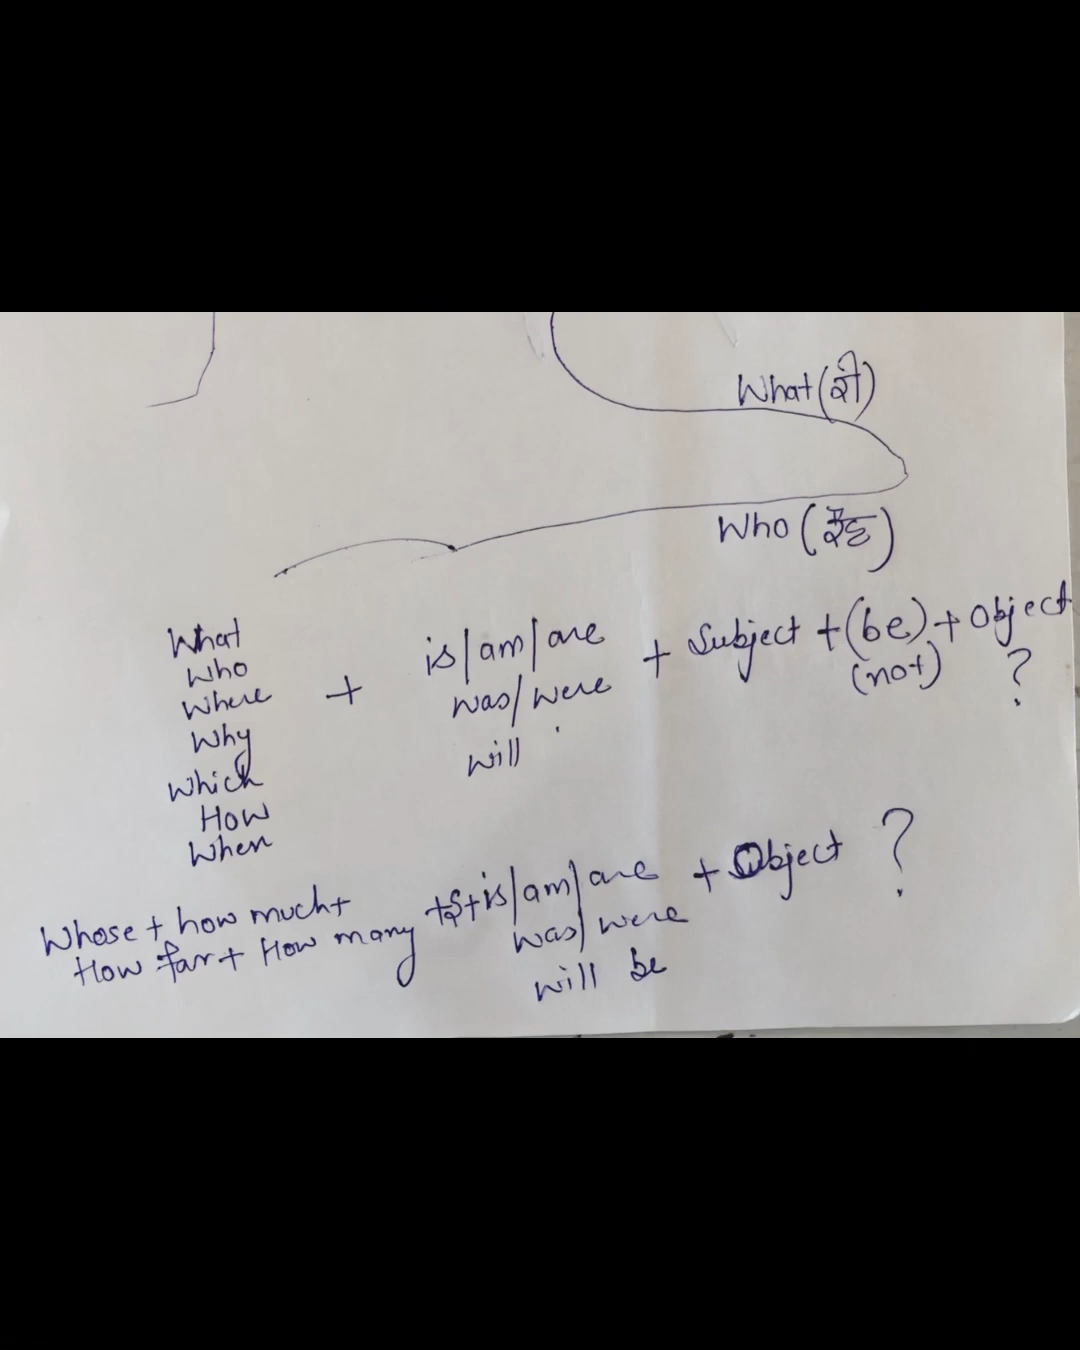 What (ਕੀ)
Who (ਕੌਣ)
What
Who
Where
Why
Which
How
When
+
is/am/are
was/were
will
+ Subject + (be) + Object
(not) ?
Whose + how much +
How far + How many + S + is/am/are + Object ?
was/were
will be